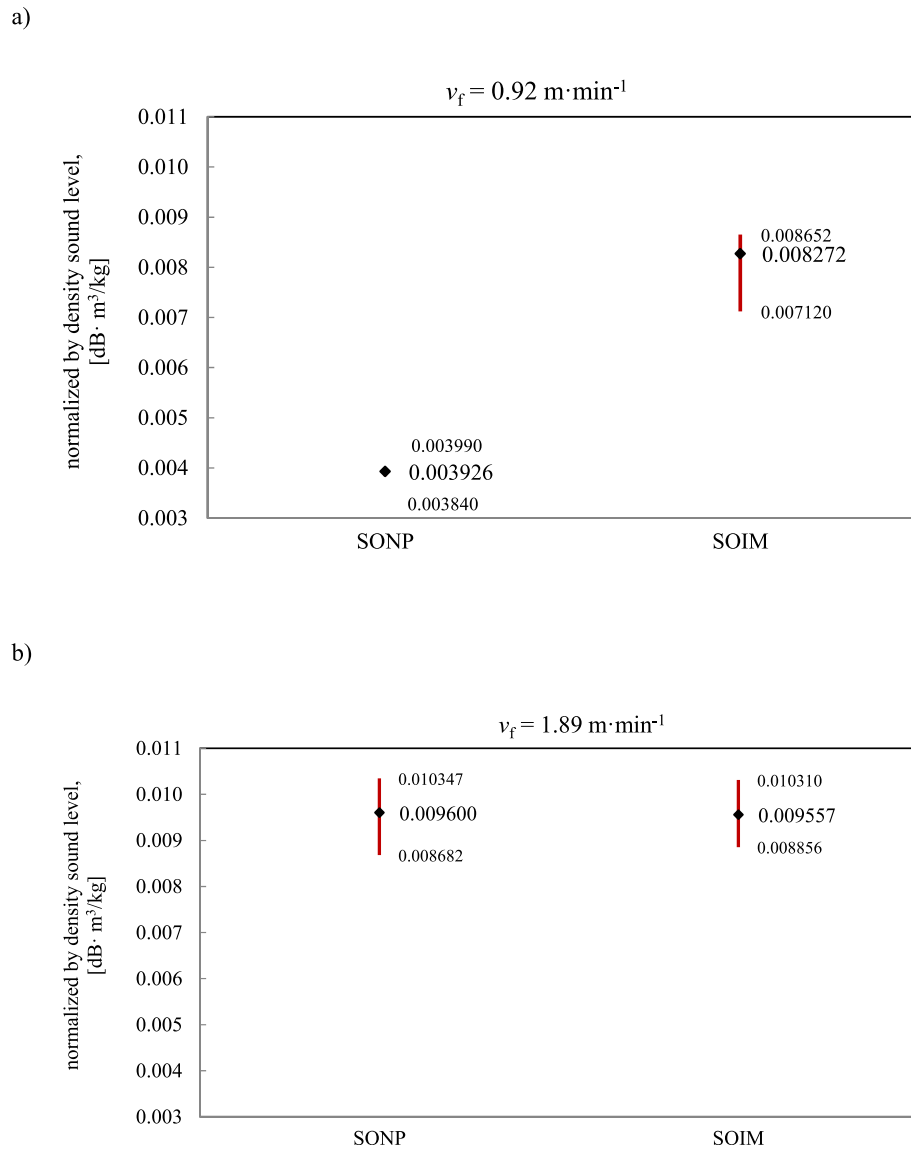 a)
v_f = 0.92 m·min⁻¹
normalized by density sound level,
[dB· m³/kg]
0.011
0.010
0.009
0.008
0.007
0.006
0.005
0.004
0.003
0.008652
0.008272
0.007120
0.003990
0.003926
0.003840
SONP
SOIM
b)
v_f = 1.89 m·min⁻¹
normalized by density sound level,
[dB· m³/kg]
0.011
0.010
0.009
0.008
0.007
0.006
0.005
0.004
0.003
0.010347
0.009600
0.008682
0.010310
0.009557
0.008856
SONP
SOIM